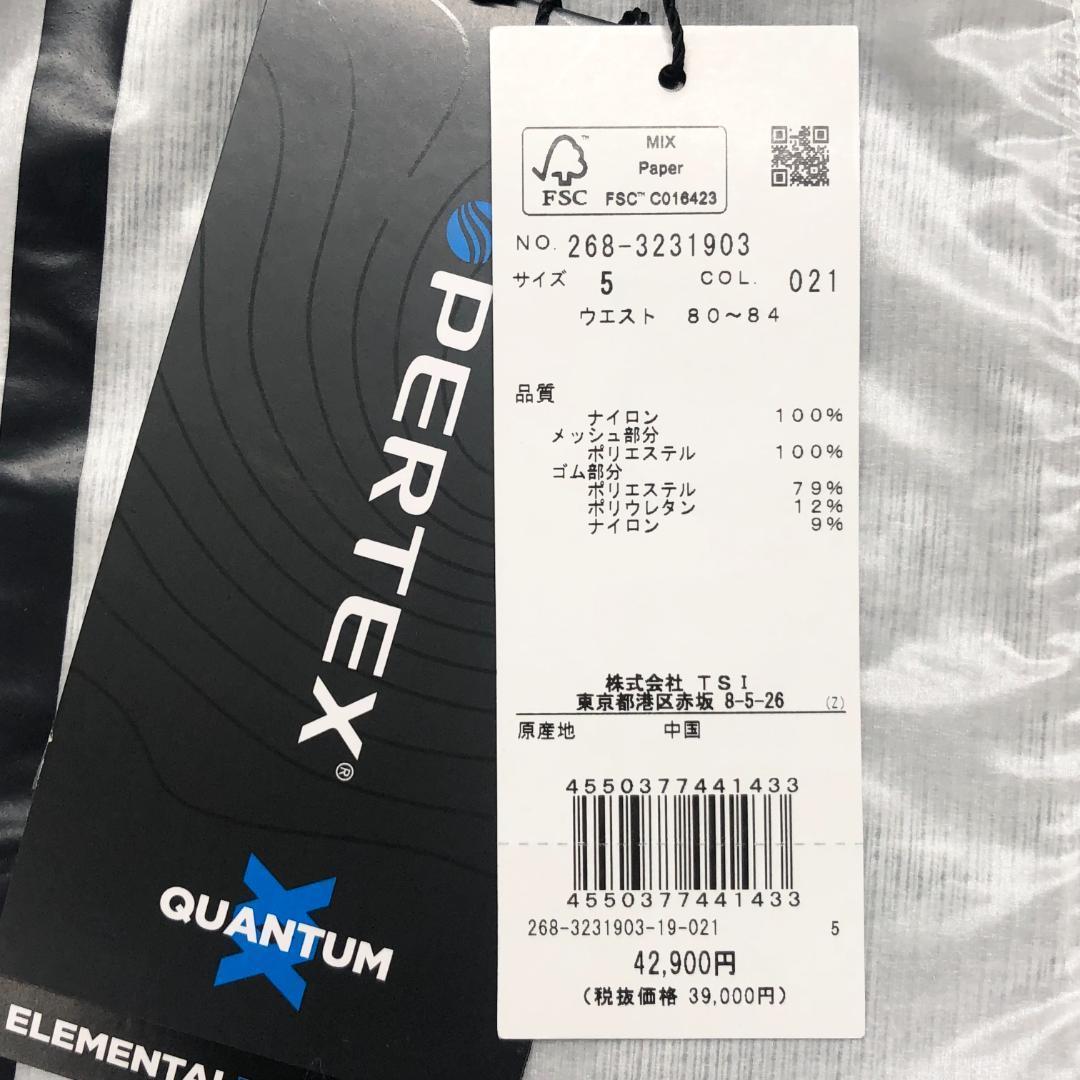 PERTEX®
QUANTUM
ELEMENTAL
FSC™
MIX
Paper
FSC™ C016423
NO. 268-3231903
サイズ 5 COL. 021
ウエスト 80～84
品質
ナイロン 100%
メッシュ部分
ポリエステル 100%
ゴム部分
ポリエステル 79%
ポリウレタン 12%
ナイロン 9%
株式会社 TSI
東京都港区赤坂 8-5-26 (Z)
原産地 中国
4550377441433
4550377441433
268-3231903-19-021 5
42,900円
(税抜価格 39,000円)